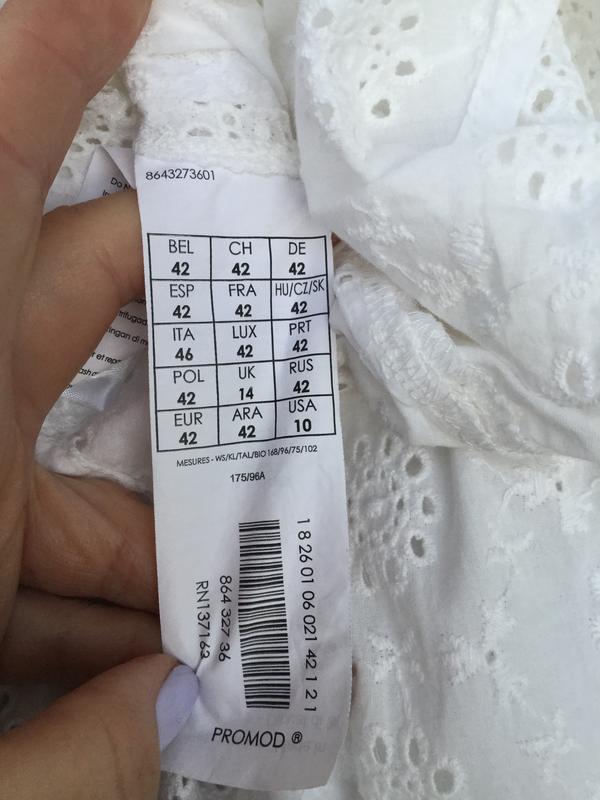 8643273601
BEL CH DE
42 42 42
ESP FRA HU/CZ/SK
42 42 42
ITA LUX PRT
46 42 42
POL UK RUS
42 14 42
EUR ARA USA
42 42 10
MESURES - WS/KL/TAL/BIO 168/96/75/102
175/96A
1 8 26 01 06 021 42 1 2 1
864 327 36
RN137163
PROMOD ®